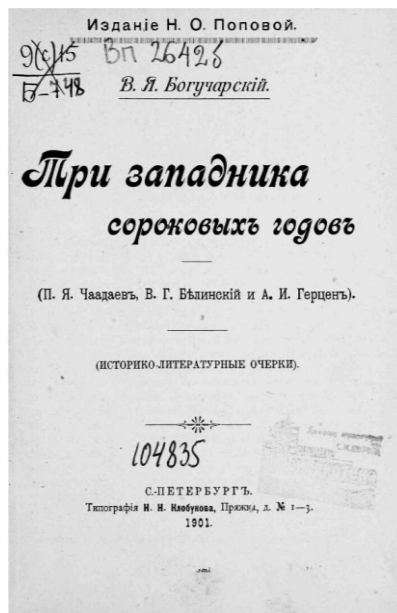 Изданіе Н. О. Поповой.
9(с)15
Б-748
ВП 26425
В. Я. Богучарскій.
Три западника
сороковыхъ годовъ
(П. Я. Чаадаевъ, В. Г. Бѣлинскій и А. И. Герценъ).
(ИСТОРИКО-ЛИТЕРАТУРНЫЕ ОЧЕРКИ).
104835
С.-ПЕТЕРБУРГЪ.
Типографія Н. Н. Клобукова, Пряжка, д. № 1—3.
1901.